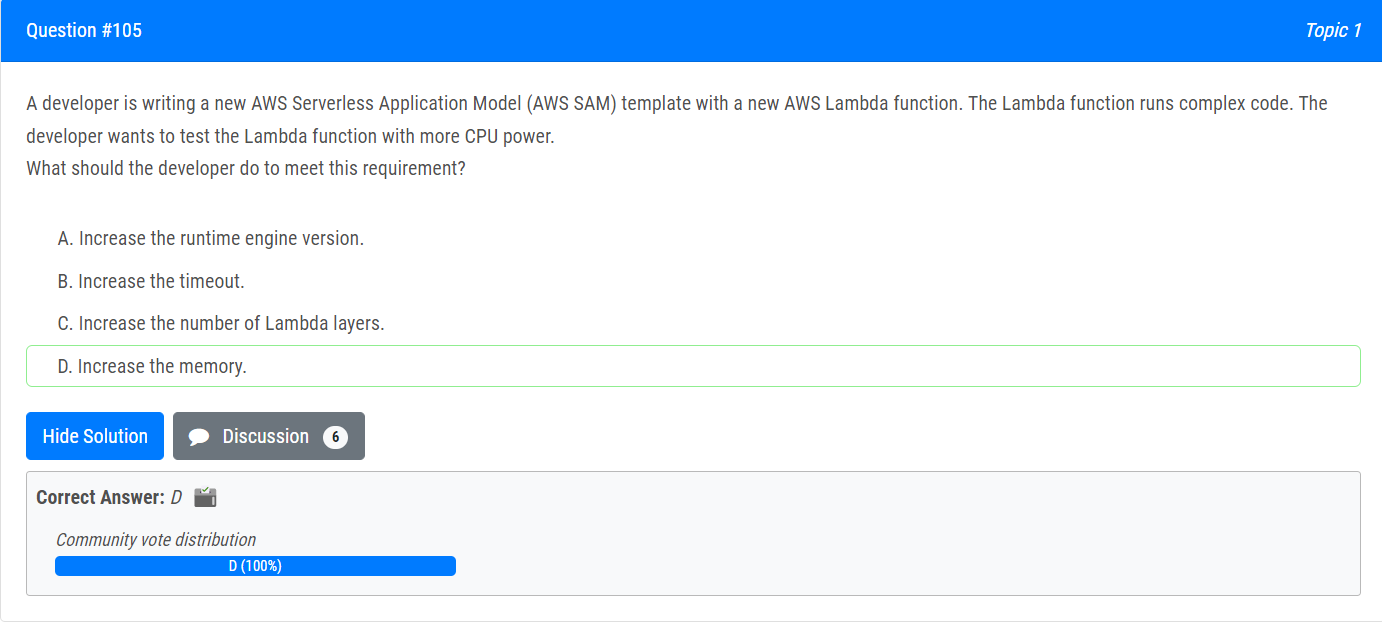 Question #105
Topic 1
A developer is writing a new AWS Serverless Application Model (AWS SAM) template with a new AWS Lambda function. The Lambda function runs complex code. The
developer wants to test the Lambda function with more CPU power.
What should the developer do to meet this requirement?
A. Increase the runtime engine version.
B. Increase the timeout.
C. Increase the number of Lambda layers.
D. Increase the memory.
Hide Solution
Discussion 6
Correct Answer: D
Community vote distribution
D (100%)